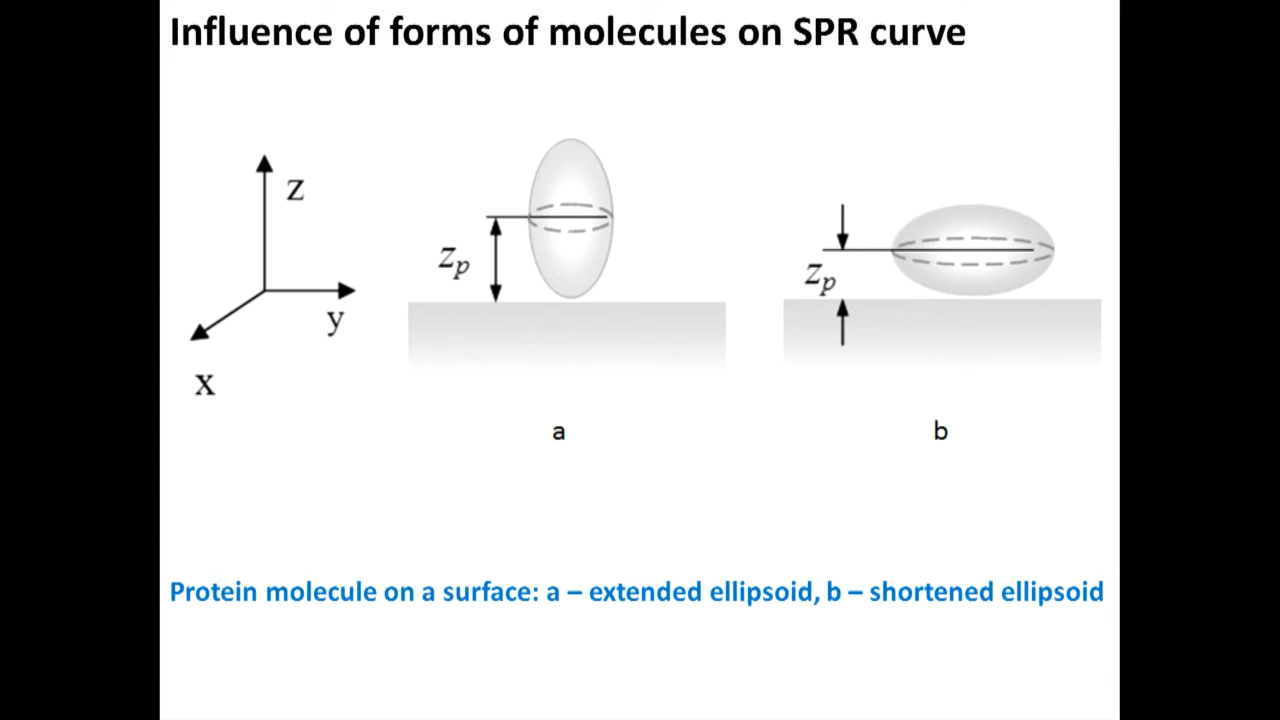 Influence of forms of molecules on SPR curve
z
y
x
zp
a
zp
b
Protein molecule on a surface: a – extended ellipsoid, b – shortened ellipsoid